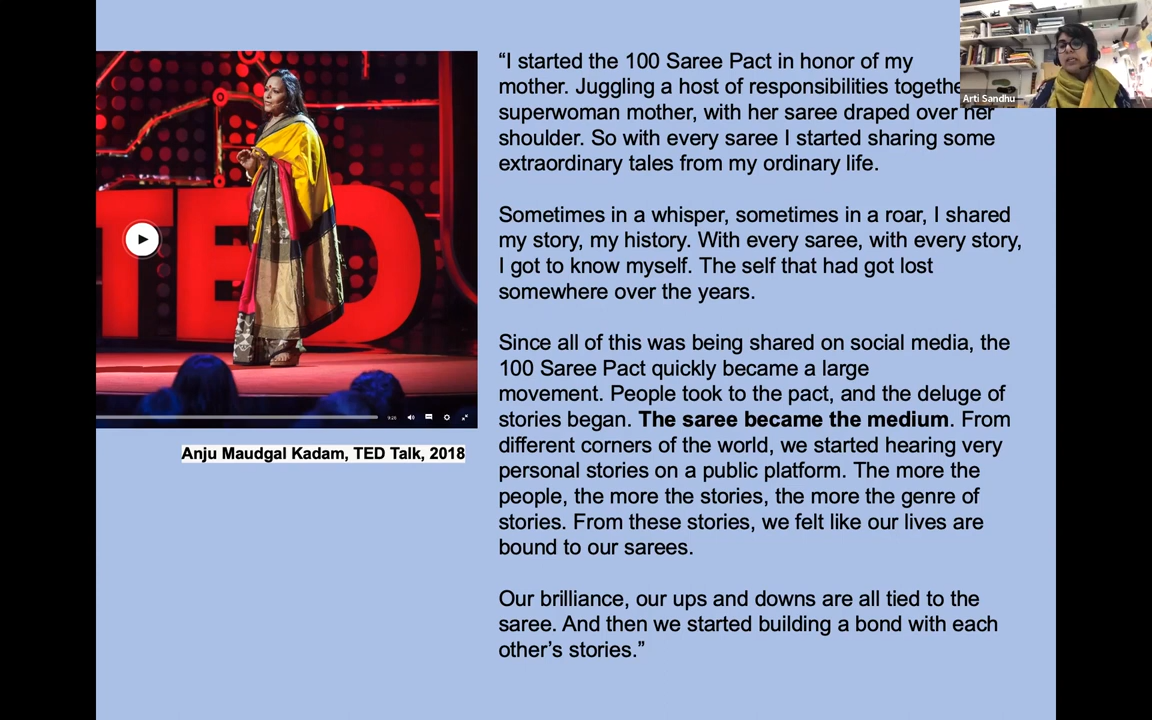 TED
9:26
Anju Maudgal Kadam, TED Talk, 2018
“I started the 100 Saree Pact in honor of my
mother. Juggling a host of responsibilities
superwoman mother, with her saree draped over her
shoulder. So with every saree I started sharing some
extraordinary tales from my ordinary life.
Sometimes in a whisper, sometimes in a roar, I shared
my story, my history. With every saree, with every story,
I got to know myself. The self that had got lost
somewhere over the years.
Since all of this was being shared on social media, the
100 Saree Pact quickly became a large
movement. People took to the pact, and the deluge of
stories began. The saree became the medium. From
different corners of the world, we started hearing very
personal stories on a public platform. The more the
people, the more the stories, the more the genre of
stories. From these stories, we felt like our lives are
bound to our sarees.
Our brilliance, our ups and downs are all tied to the
saree. And then we started building a bond with each
other’s stories.”
Arti Sandhu